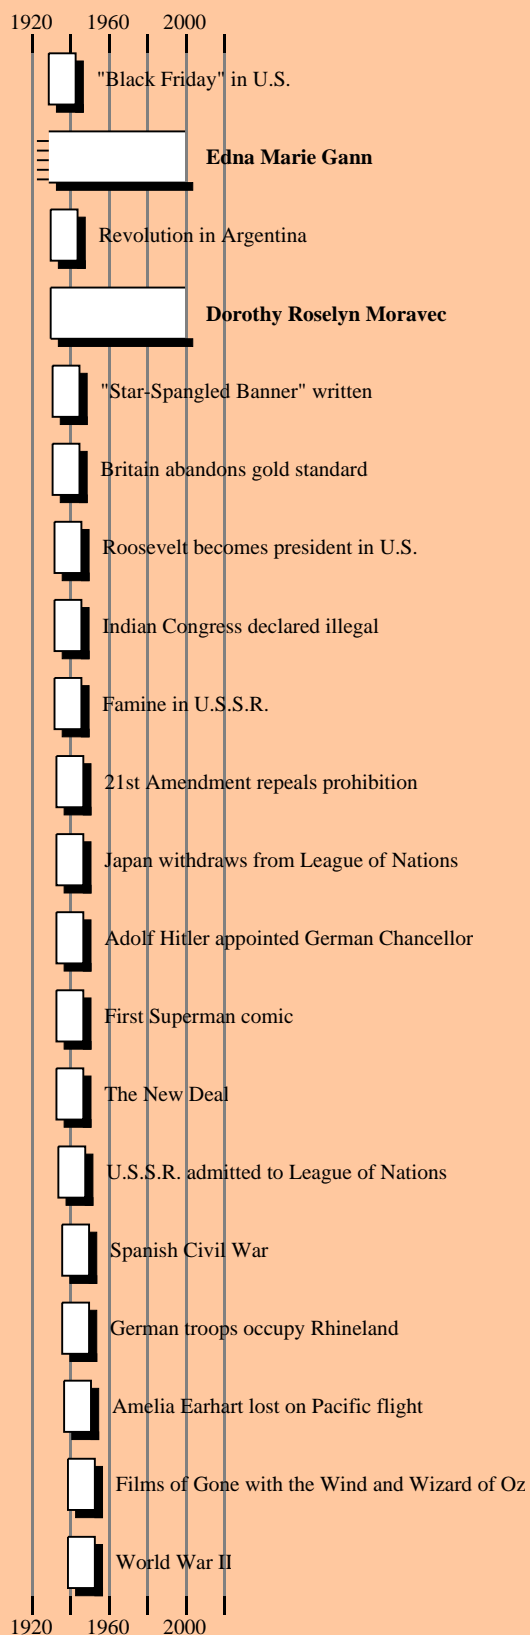 1920 1960 2000
"Black Friday" in U.S.
Edna Marie Gann
Revolution in Argentina
Dorothy Roselyn Moravec
"Star-Spangled Banner" written
Britain abandons gold standard
Roosevelt becomes president in U.S.
Indian Congress declared illegal
Famine in U.S.S.R.
21st Amendment repeals prohibition
Japan withdraws from League of Nations
Adolf Hitler appointed German Chancellor
First Superman comic
The New Deal
U.S.S.R. admitted to League of Nations
Spanish Civil War
German troops occupy Rhineland
Amelia Earhart lost on Pacific flight
Films of Gone with the Wind and Wizard of Oz
World War II
1920 1960 2000